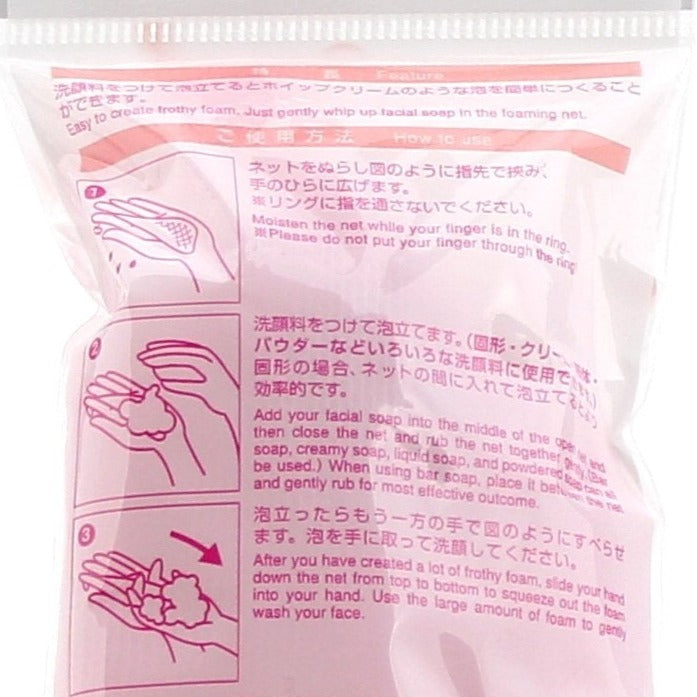 特長 Feature
洗顔料をつけて泡立てるとホイップクリームのような泡を簡単につくること
ができます。
Easy to create frothy foam. Just gently whip up facial soap in the foaming net.
ご使用方法 How to use
1
ネットをぬらし図のように指先で挟み、
手のひらに広げます。
※リングに指を通さないでください。
Moisten the net while your finger is in the ring.
※Please do not put your finger through the ring!
2
洗顔料をつけて泡立てます。(固形・クリーム
パウダーなどいろいろな洗顔料に使用で
固形の場合、ネットの間に入れて泡立てるとより
効率的です。
Add your facial soap into the middle of the open net and
then close the net and rub the net together gently. (Bar
soap, creamy soap, liquid soap, and powdered soap can all
be used.) When using bar soap, place it between the net
and gently rub for most effective outcome.
3
泡立ったらもう一方の手で図のようにすべらせ
ます。泡を手に取って洗顔してください。
After you have created a lot of frothy foam, slide your hand
down the net from top to bottom to squeeze out the foam
into your hand. Use the large amount of foam to gently
wash your face.